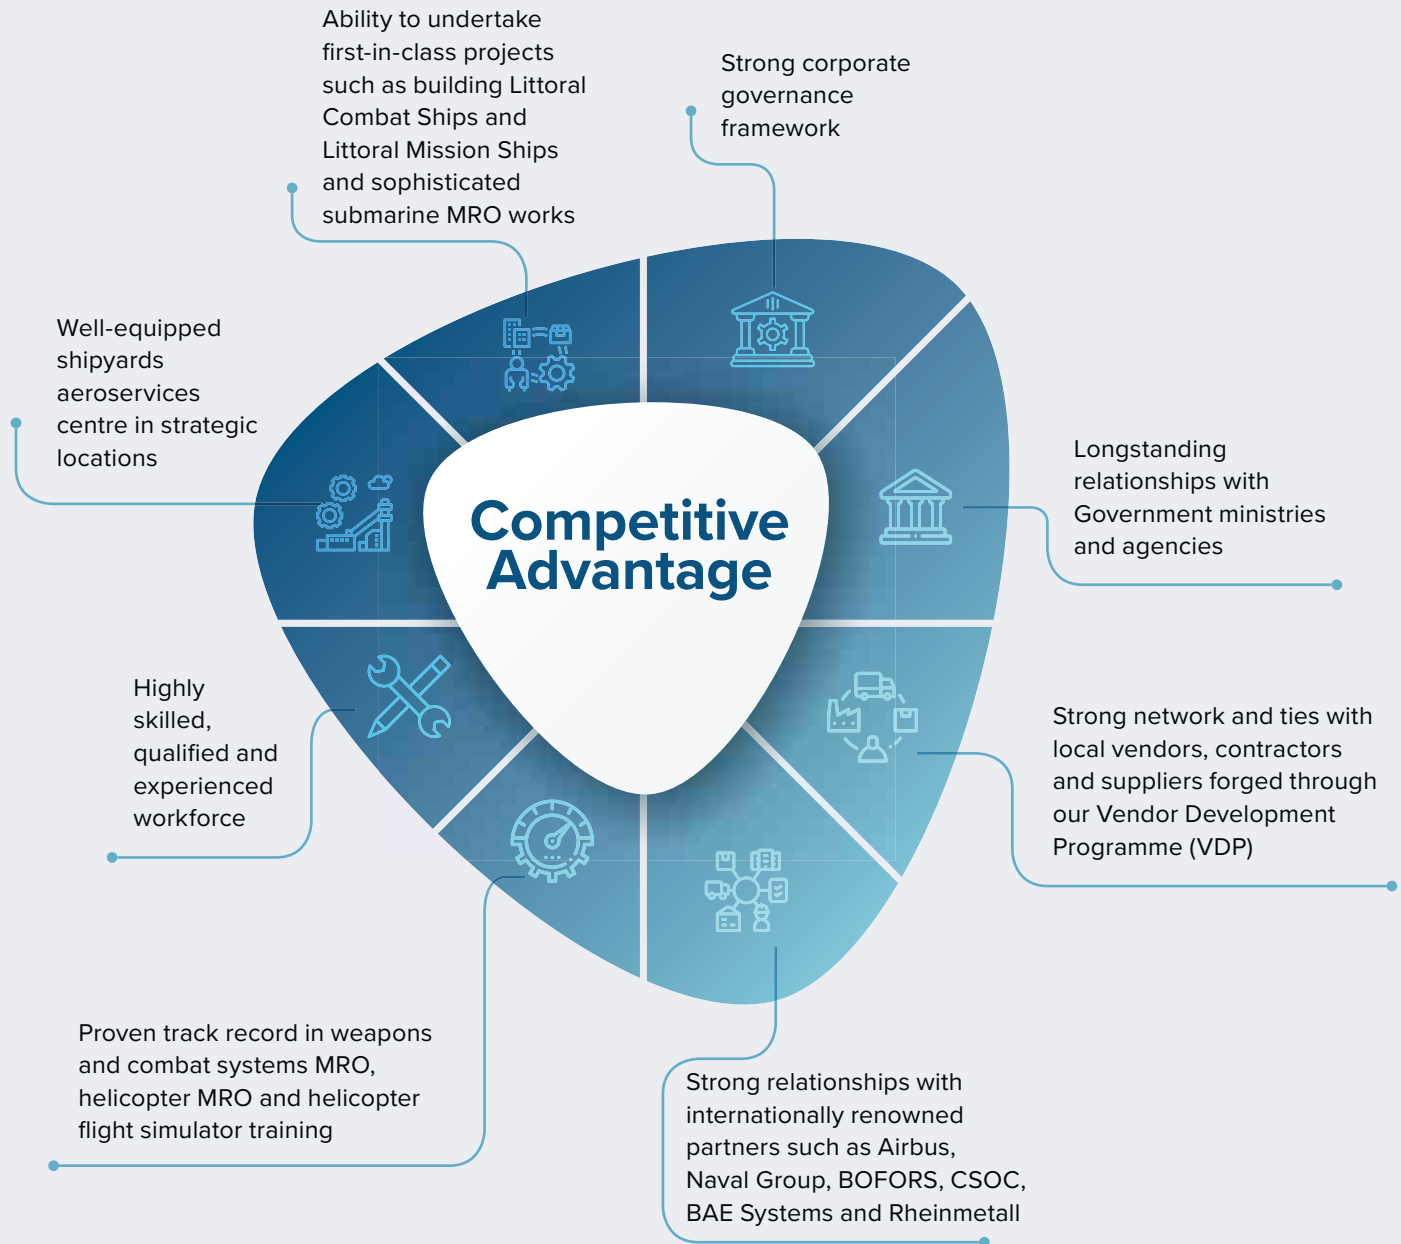 Ability to undertake
first-in-class projects
such as building Littoral
Combat Ships and
Littoral Mission Ships
and sophisticated
submarine MRO works
Strong corporate
governance
framework
Well-equipped
shipyards
aeroservices
centre in strategic
locations
Competitive
Advantage
Longstanding
relationships with
Government ministries
and agencies
Highly
skilled,
qualified and
experienced
workforce
Strong network and ties with
local vendors, contractors
and suppliers forged through
our Vendor Development
Programme (VDP)
Proven track record in weapons
and combat systems MRO,
helicopter MRO and helicopter
flight simulator training
Strong relationships with
internationally renowned
partners such as Airbus,
Naval Group, BOFORS, CSOC,
BAE Systems and Rheinmetall